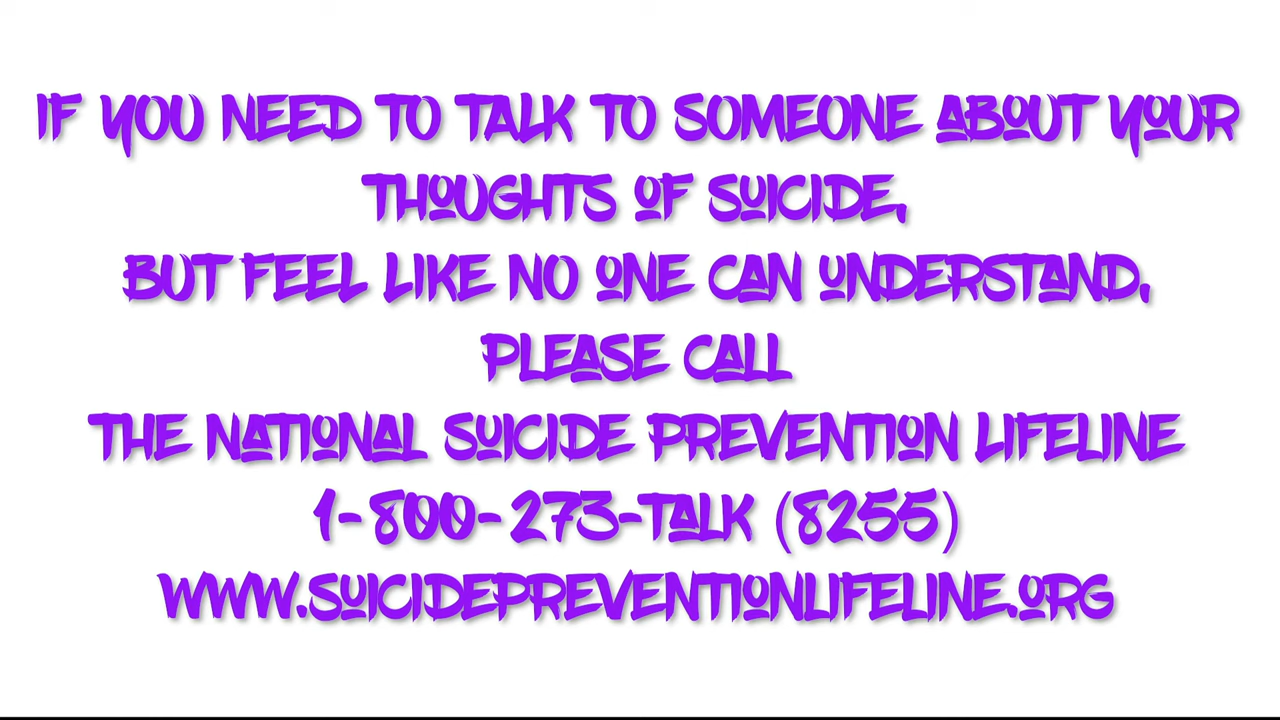 IF YOU NEED TO TALK TO SOMEONE ABOUT YOUR
THOUGHTS OF SUICIDE,
BUT FEEL LIKE NO ONE CAN UNDERSTAND,
PLEASE CALL
THE NATIONAL SUICIDE PREVENTION LIFELINE
1-800-273-TALK (8255)
WWW.SUICIDEPREVENTIONLIFELINE.ORG